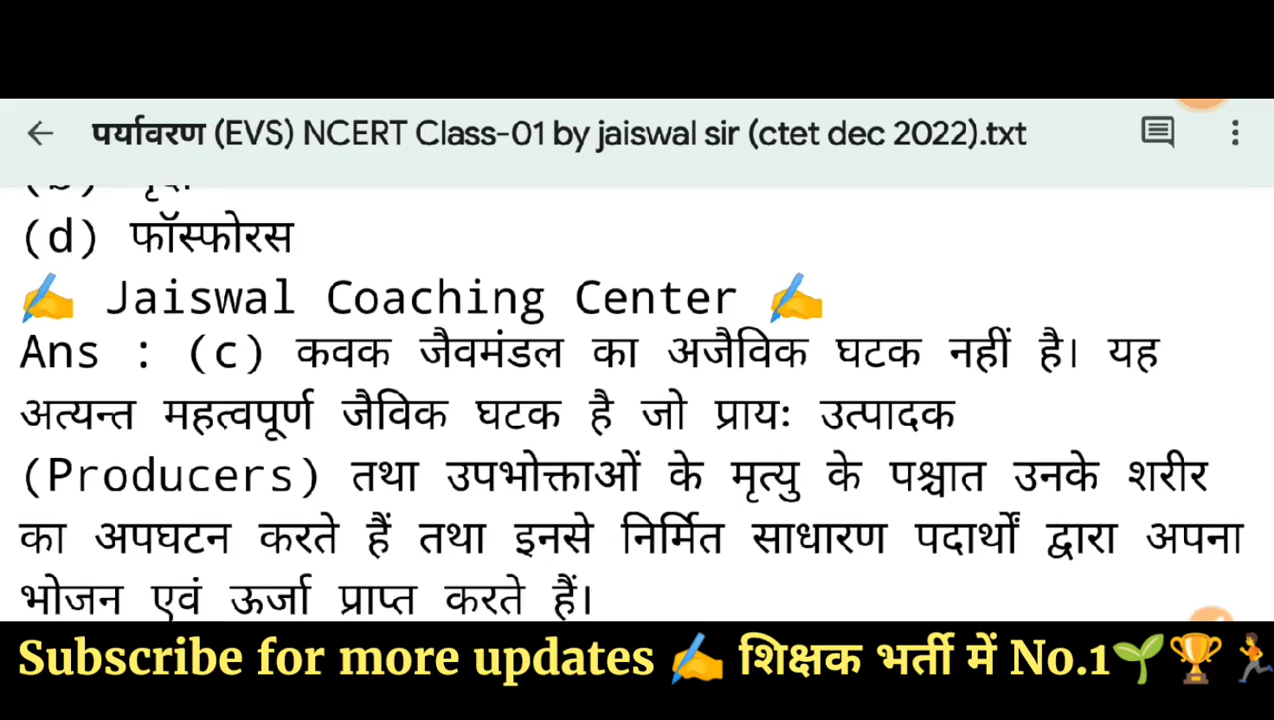 पर्यावरण (EVS) NCERT Class-01 by jaiswal sir (ctet dec 2022).txt
(d) फॉस्फोरस
✍ Jaiswal Coaching Center ✍
Ans : (c) कवक जैवमंडल का अजैविक घटक नहीं है। यह
अत्यन्त महत्वपूर्ण जैविक घटक है जो प्रायः उत्पादक
(Producers) तथा उपभोक्ताओं के मृत्यु के पश्चात उनके शरीर
का अपघटन करते हैं तथा इनसे निर्मित साधारण पदार्थों द्वारा अपना
भोजन एवं ऊर्जा प्राप्त करते हैं।
Subscribe for more updates ✍ शिक्षक भर्ती में No.1🌱🏆🏃